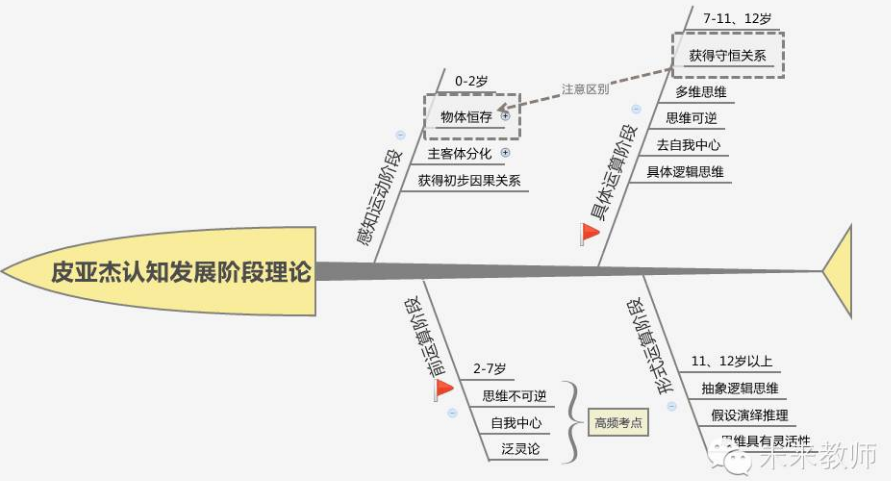 皮亚杰认知发展阶段理论
感知运动阶段
0-2岁
物体恒存
主客体分化
获得初步因果关系
注意区别
具体运算阶段
7-11、12岁
获得守恒关系
多维思维
思维可逆
去自我中心
具体逻辑思维
前运算阶段
2-7岁
思维不可逆
自我中心
泛灵论
高频考点
形式运算阶段
11、12岁以上
抽象逻辑思维
假设演绎推理
思维具有灵活性
未来教师